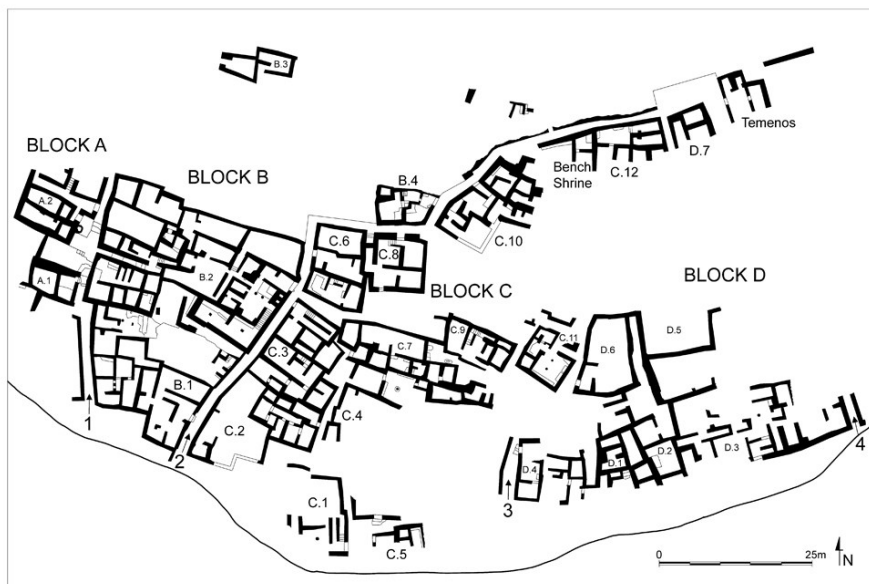 B.3
BLOCK A
BLOCK B
Temenos
Bench
Shrine
C.12
D.7
A.2
B.4
C.10
C.6
C.8
A.1
B.2
BLOCK C
BLOCK D
C.9
C.11
D.6
D.5
C.3
C.7
B.1
C.4
1
C.2
2
D.4
D.1
D.2
D.3
4
3
C.1
C.5
0
25m
N